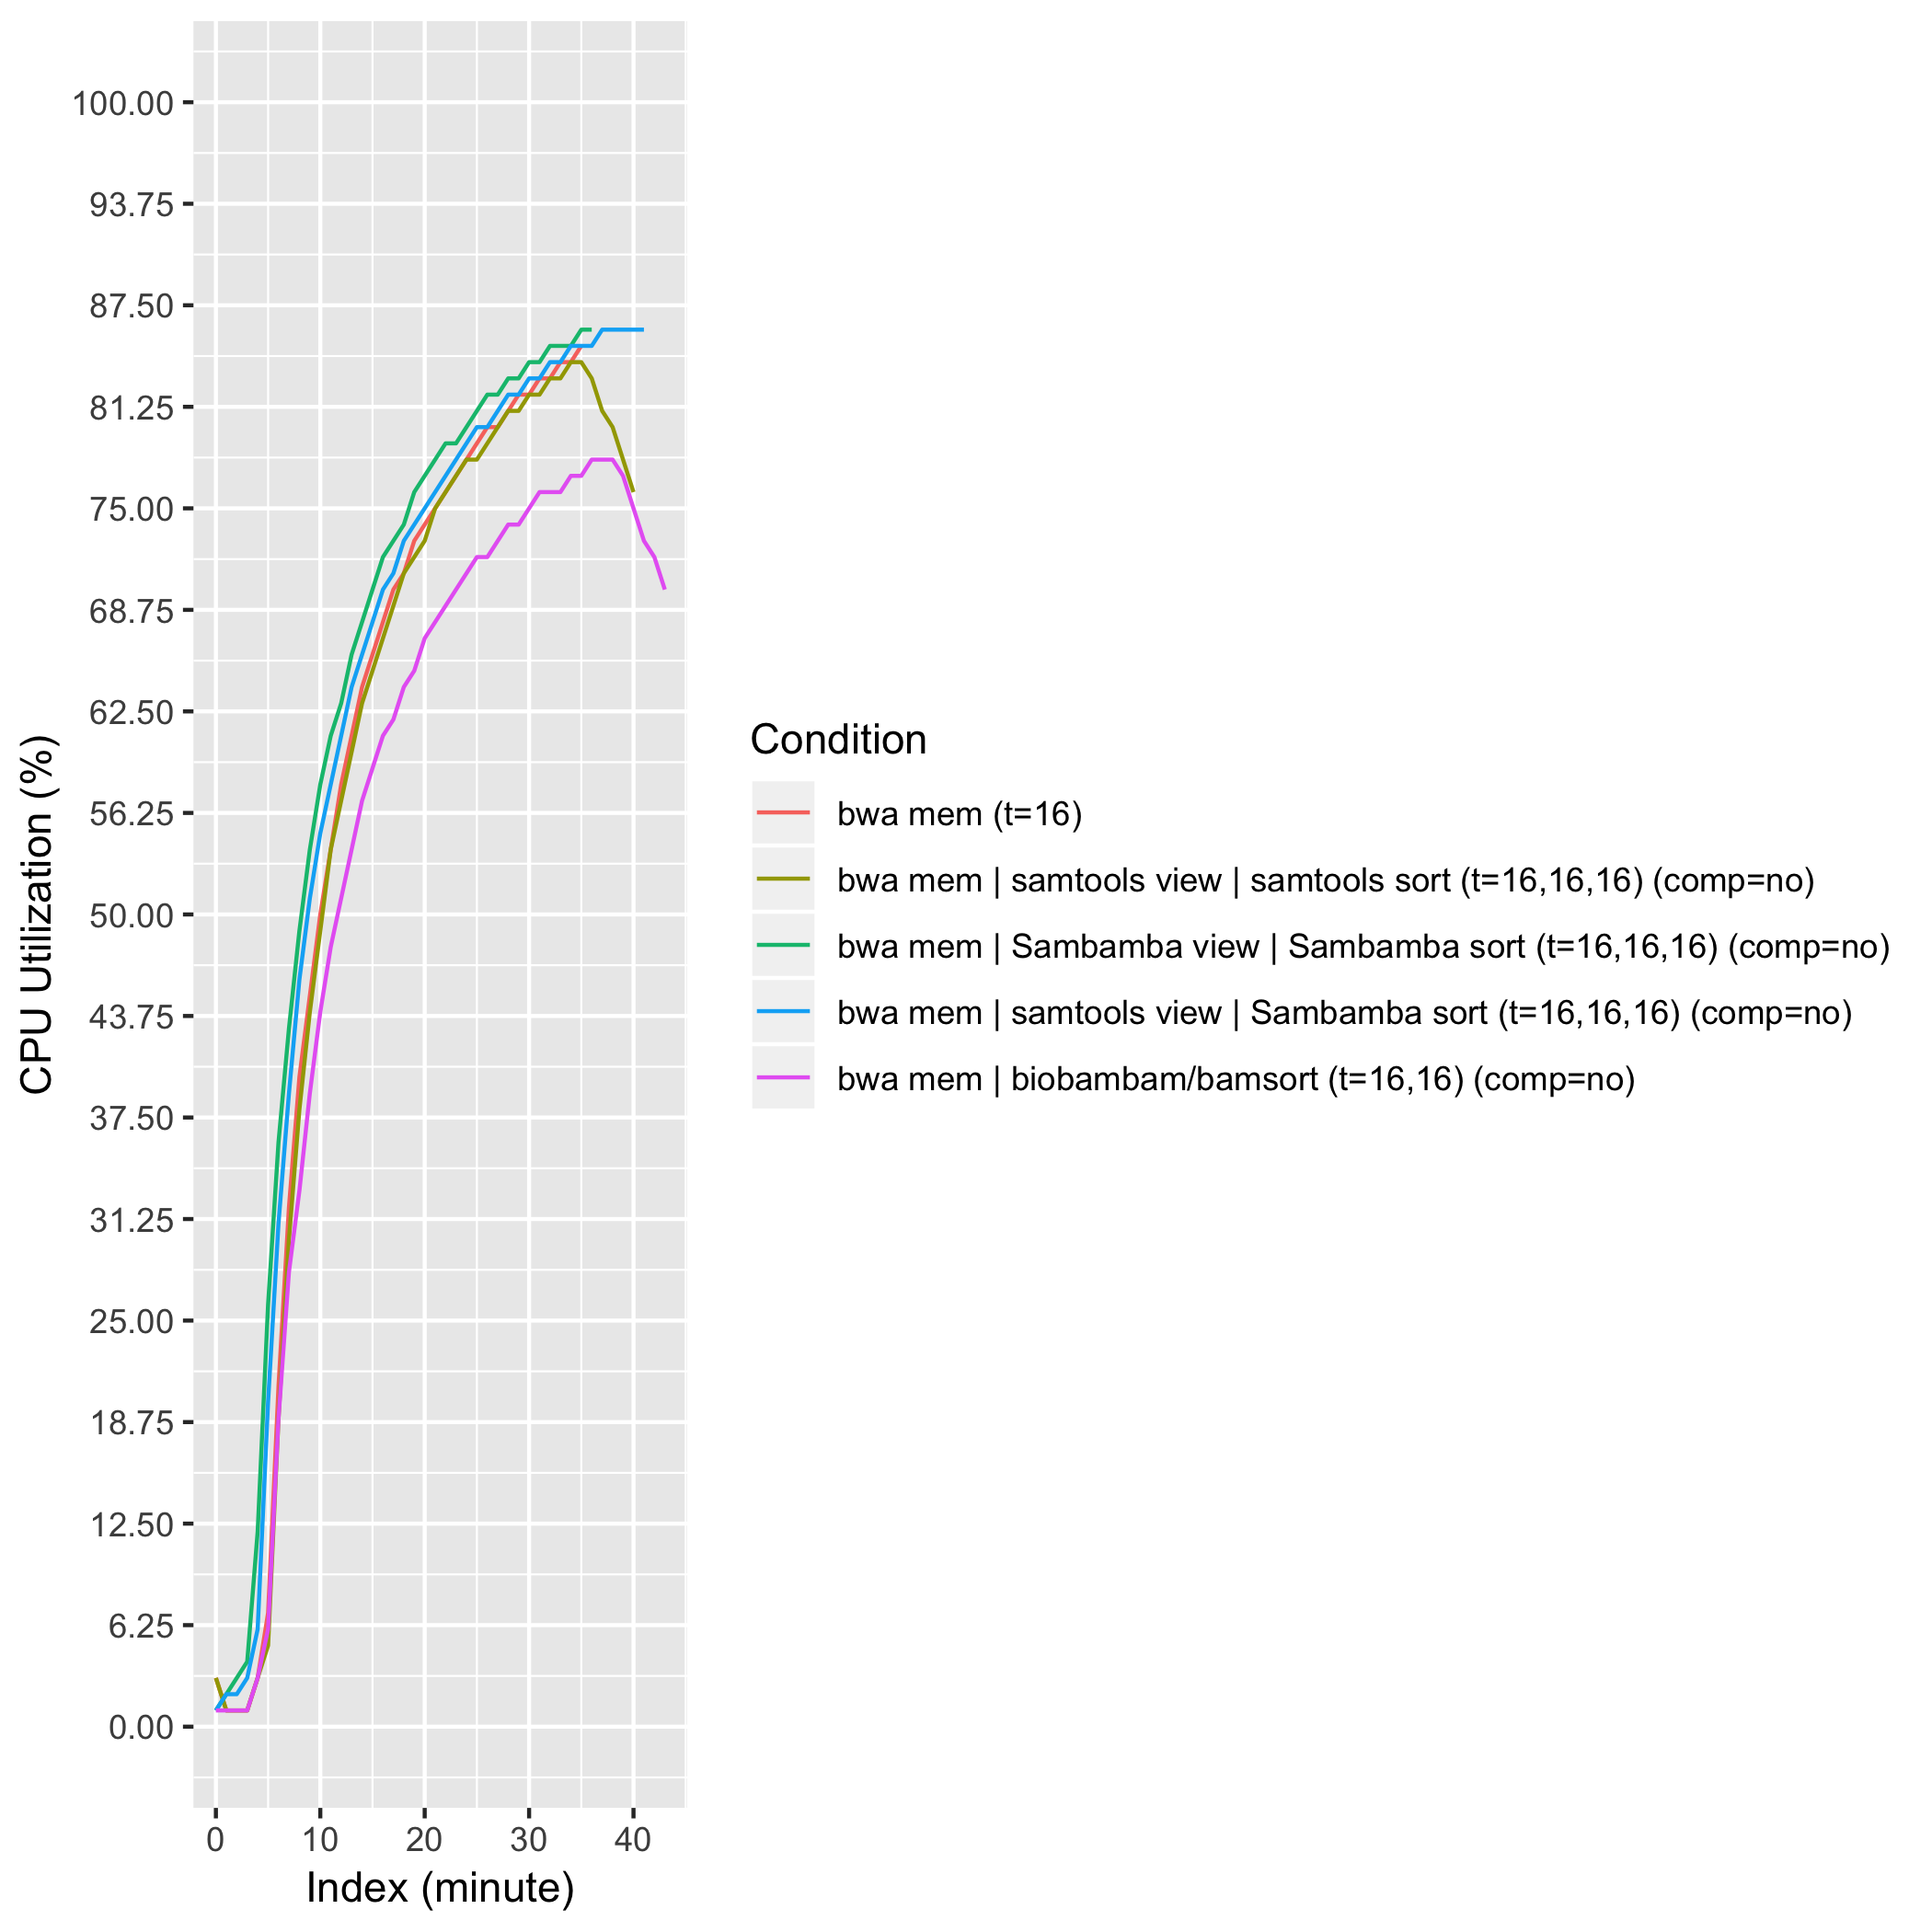 100.00
93.75
87.50
81.25
75.00
68.75
62.50
56.25
50.00
43.75
37.50
31.25
25.00
18.75
12.50
6.25
0.00
CPU Utilization (%)
0 10 20 30 40
Index (minute)
Condition
bwa mem (t=16)
bwa mem | samtools view | samtools sort (t=16,16,16) (comp=no)
bwa mem | Sambamba view | Sambamba sort (t=16,16,16) (comp=no)
bwa mem | samtools view | Sambamba sort (t=16,16,16) (comp=no)
bwa mem | biobambam/bamsort (t=16,16) (comp=no)